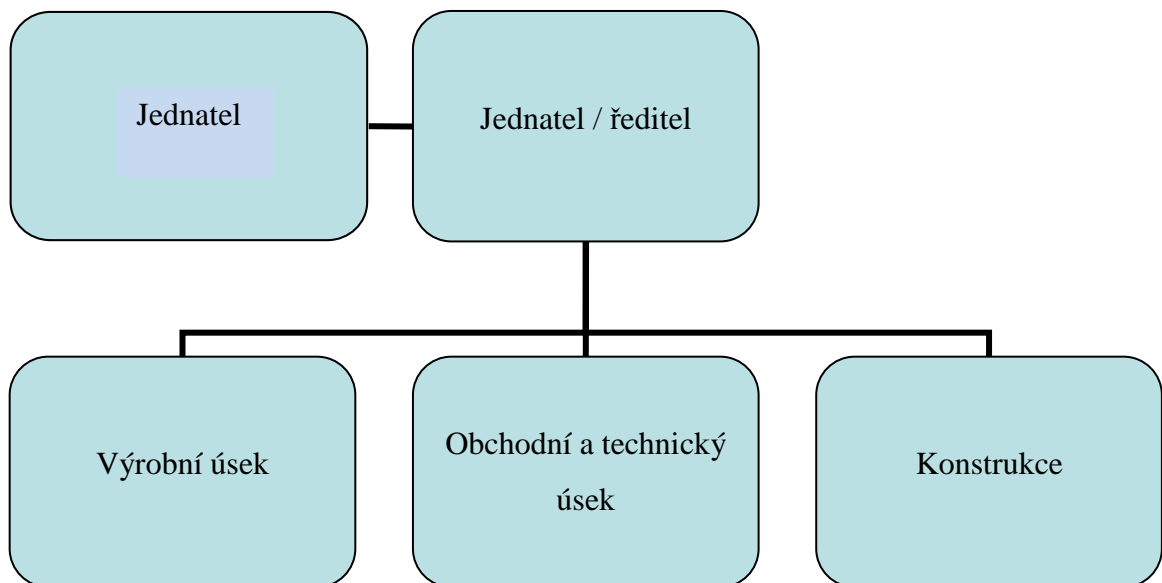 Jednatel
Jednatel / ředitel
Výrobní úsek
Obchodní a technický
úsek
Konstrukce